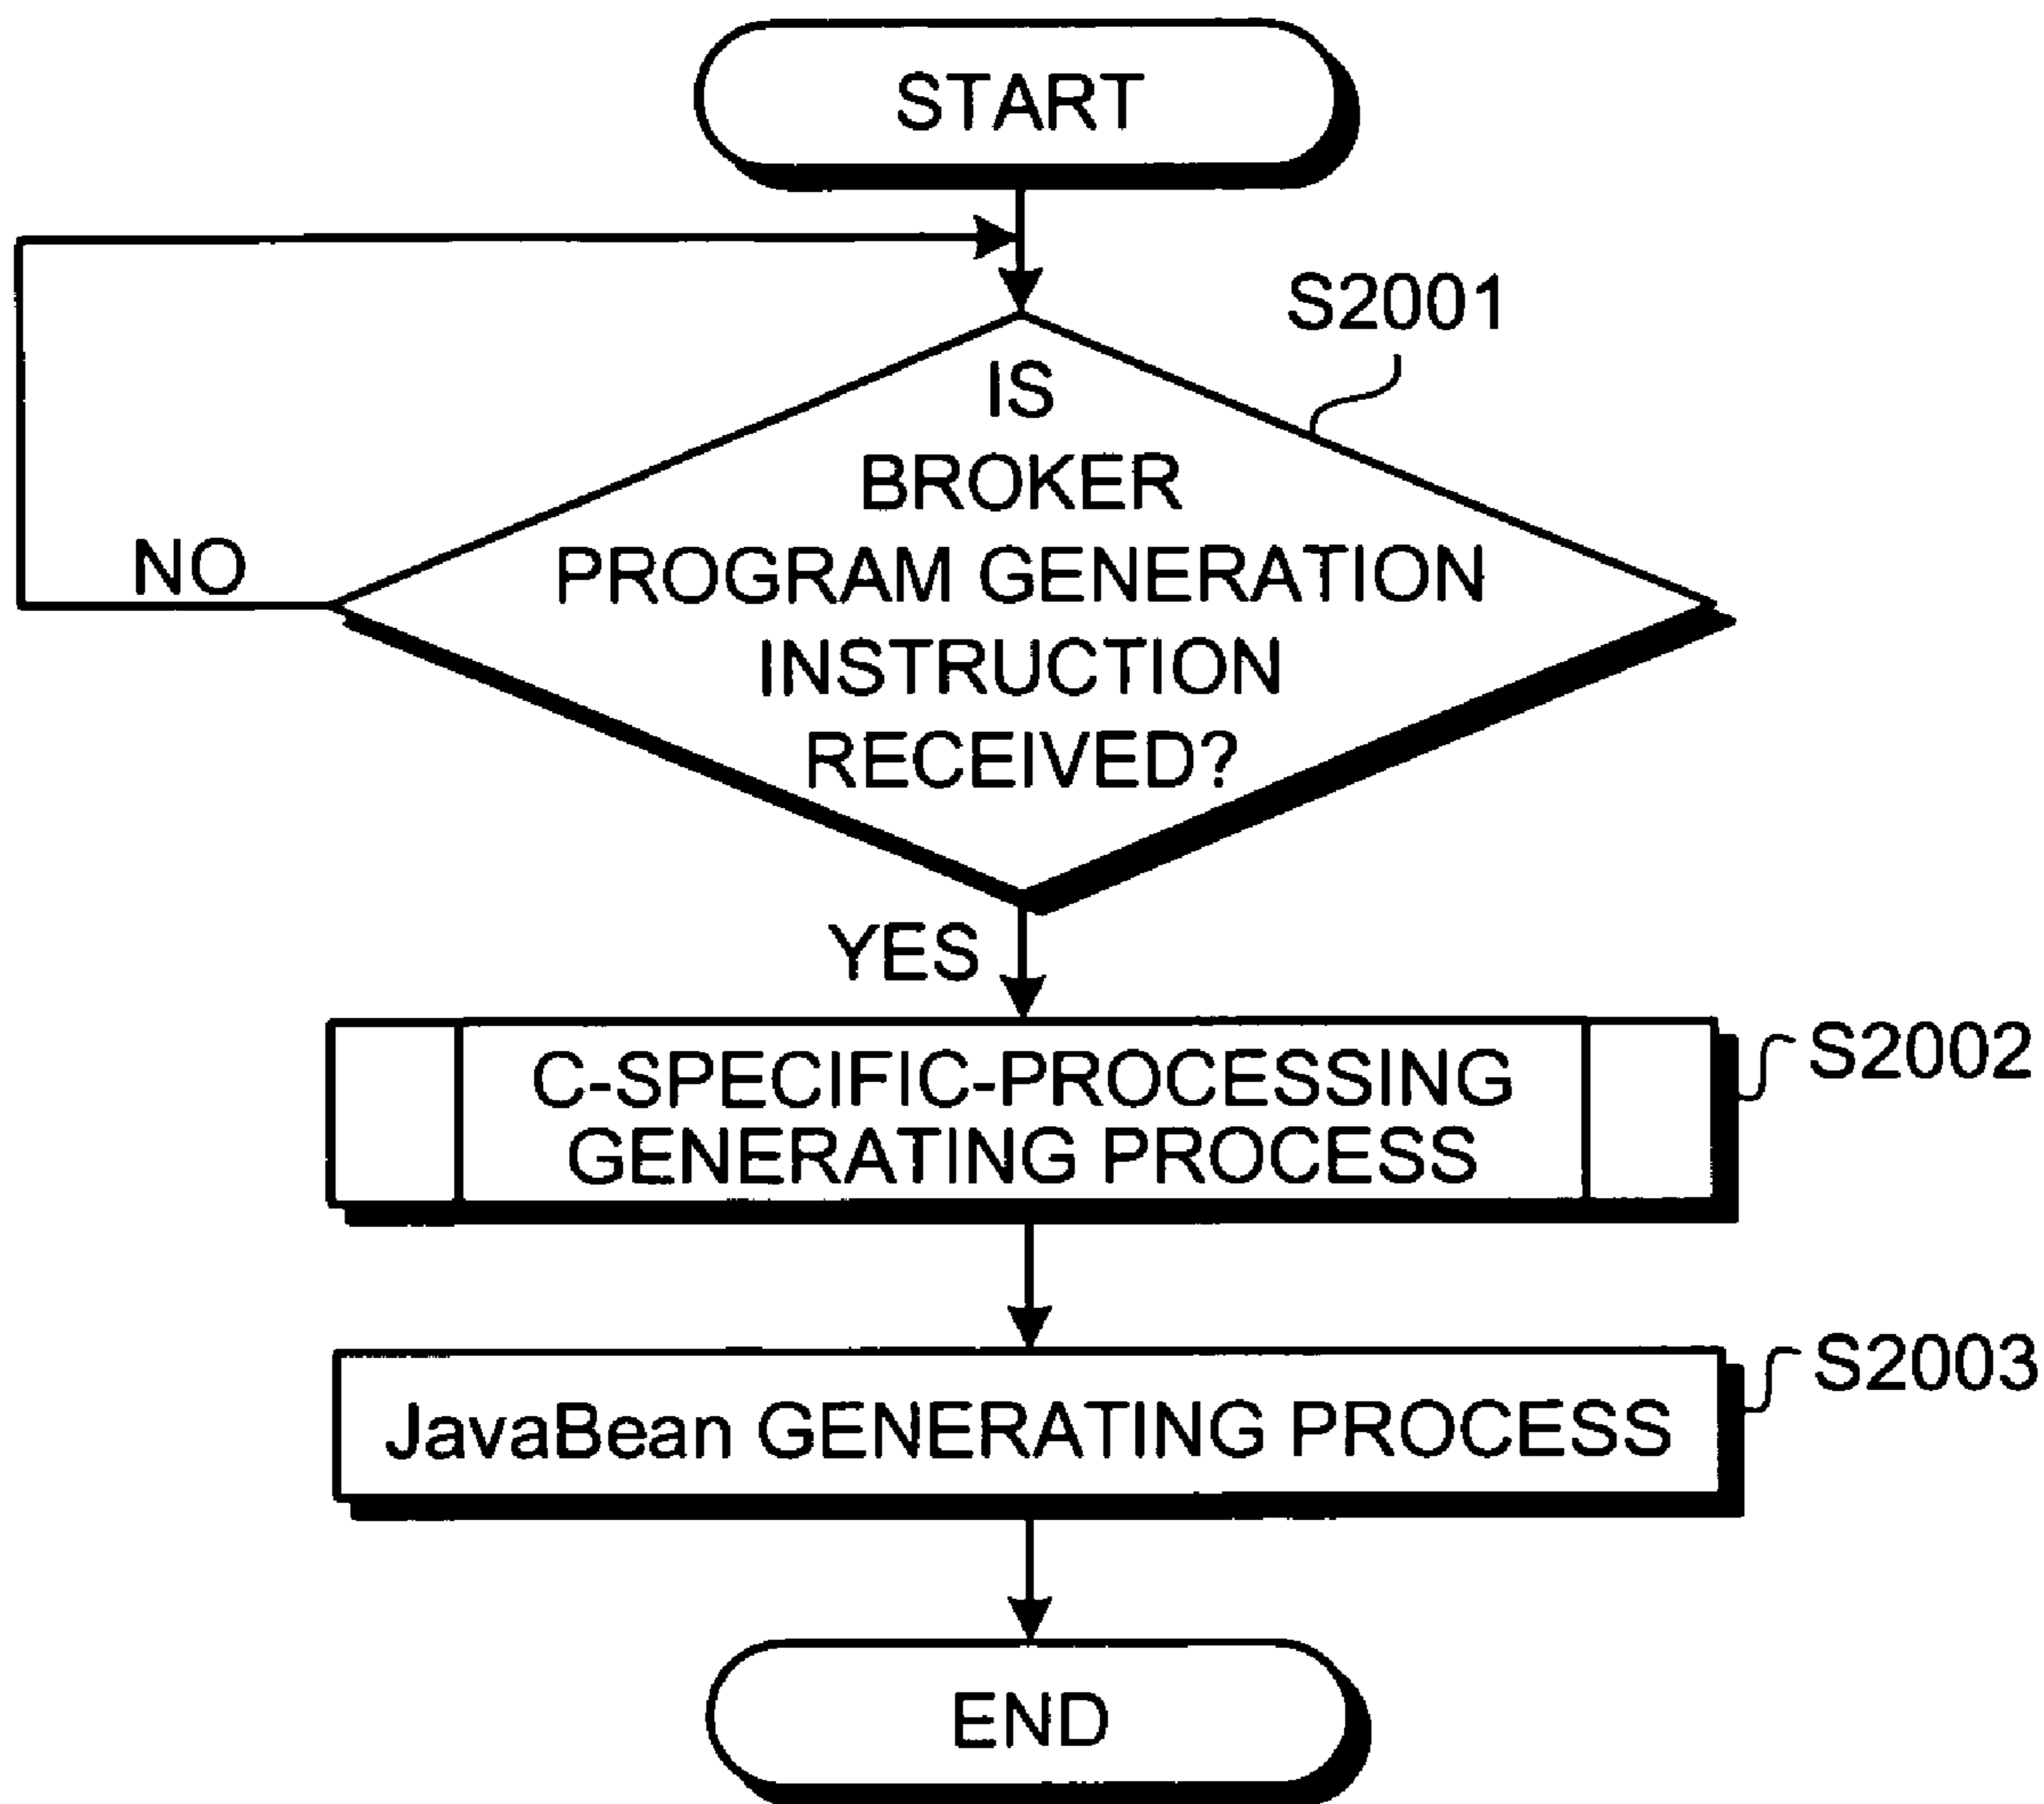 START
S2001
IS
BROKER
PROGRAM GENERATION
INSTRUCTION
RECEIVED?
NO
YES
C-SPECIFIC-PROCESSING
GENERATING PROCESS
S2002
JavaBean GENERATING PROCESS
S2003
END